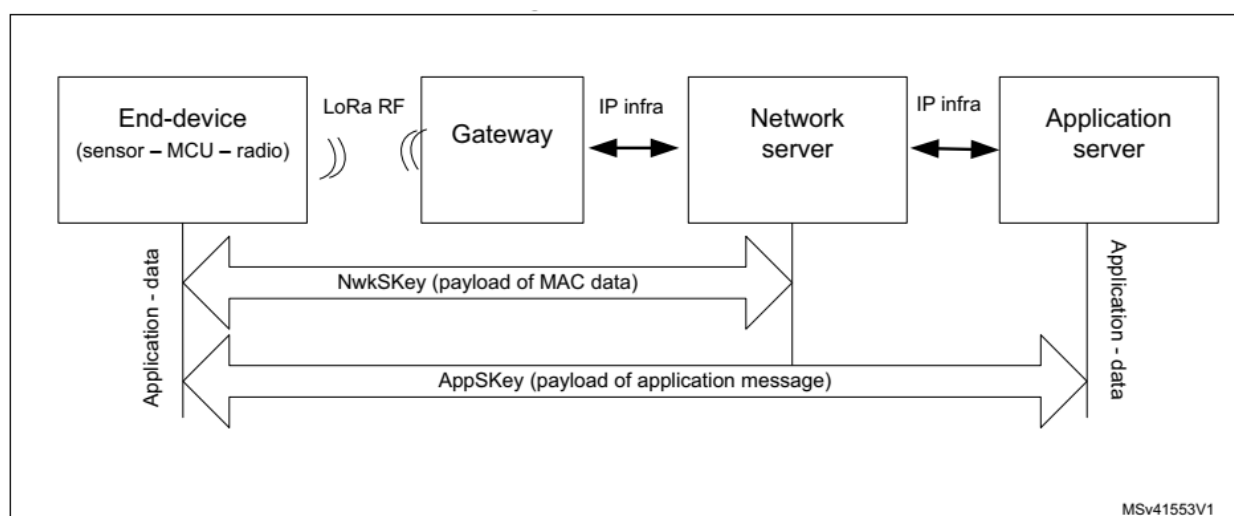 End-device
(sensor – MCU – radio)
LoRa RF
Gateway
IP infra
Network
server
IP infra
Application
server
NwkSKey (payload of MAC data)
AppSKey (payload of application message)
Application - data
Application - data
MSv41553V1